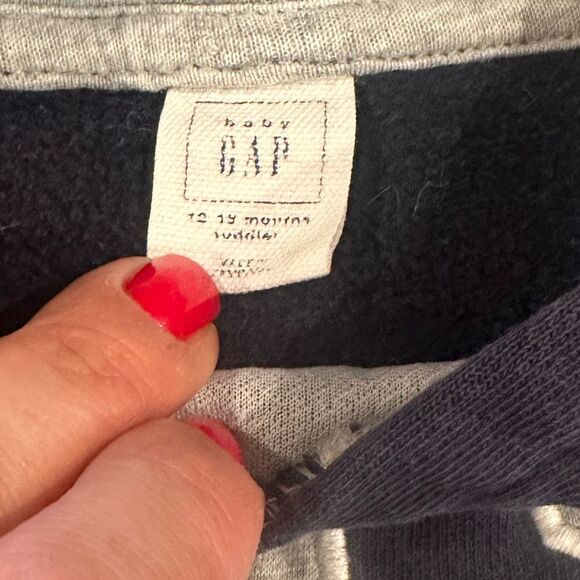 baby
GAP
12-18 months
toddler